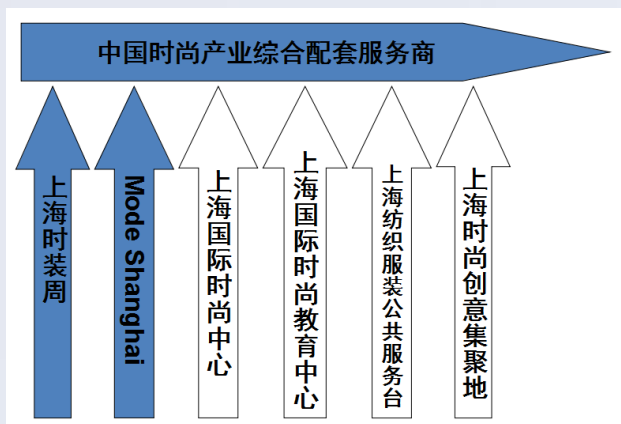 中国时尚产业综合配套服务商
上海时装周
Mode Shanghai
上海国际时尚中心
上海国际时尚教育中心
上海纺织服装公共服务台
上海时尚创意集聚地